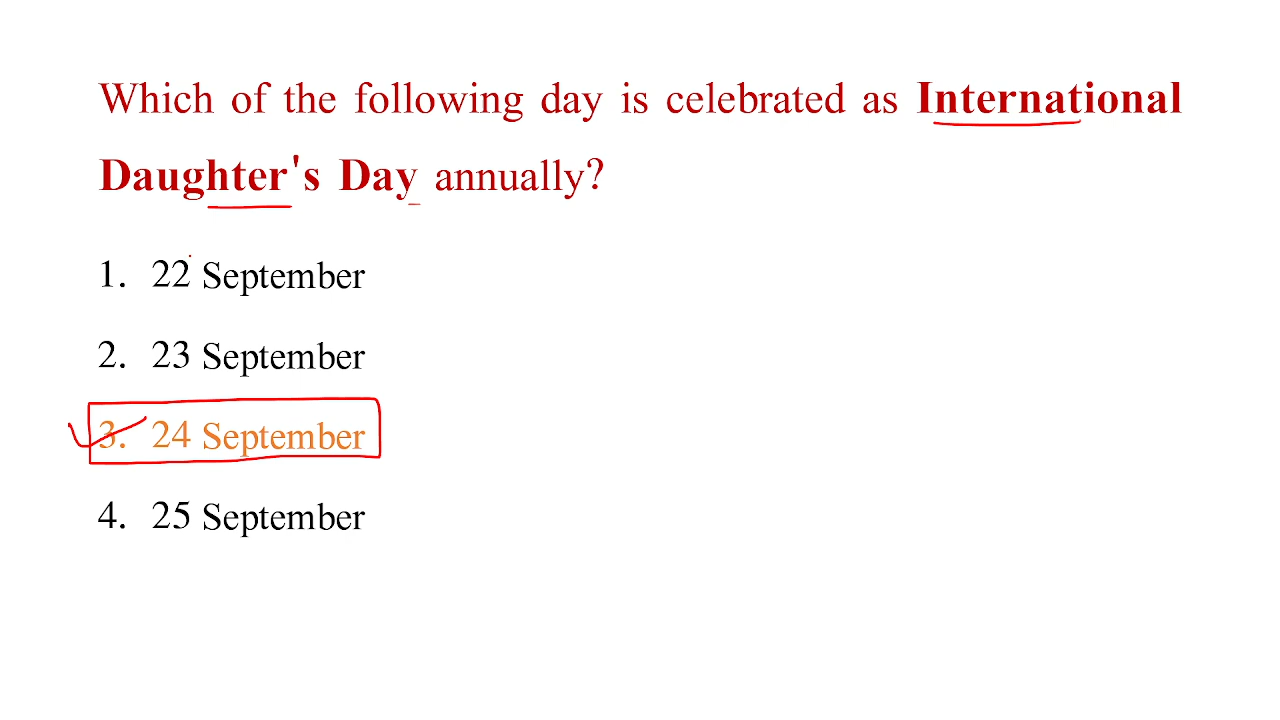 Which of the following day is celebrated as International
Daughter's Day annually?
1. 22 September
2. 23 September
3. 24 September
4. 25 September